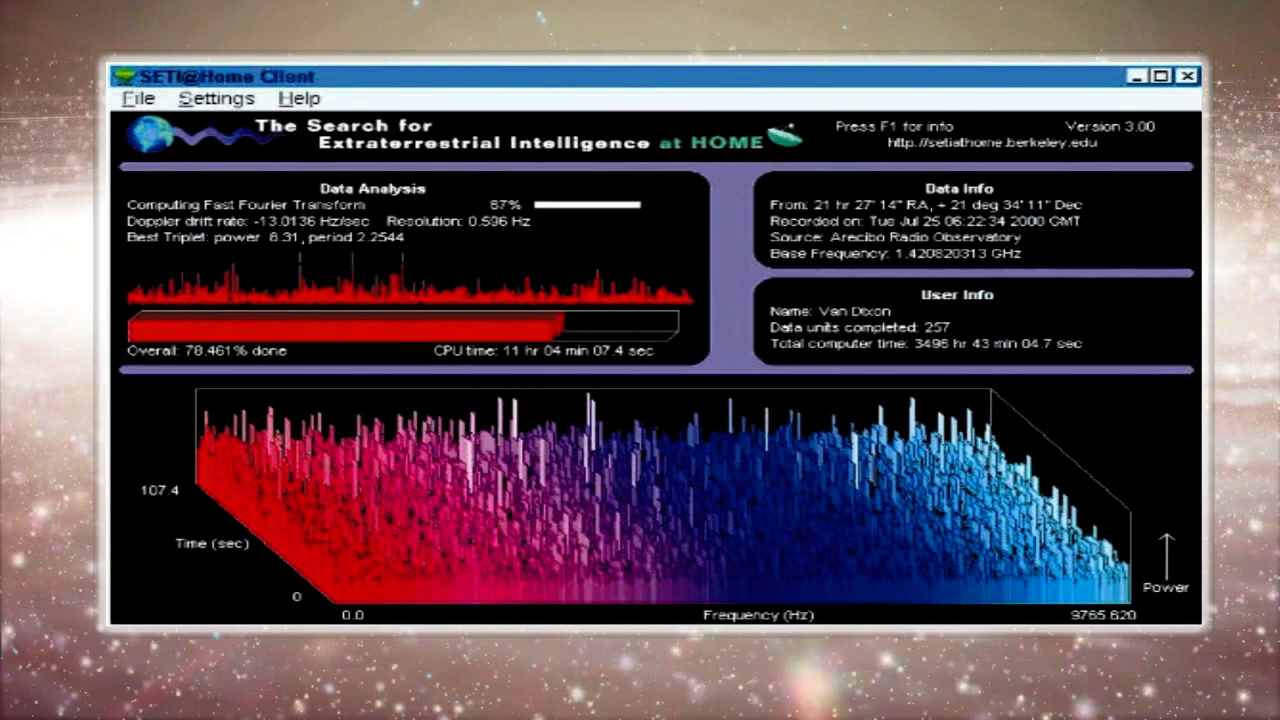 SETI@Home Client
File Settings Help
The Search for
Extraterrestrial Intelligence at HOME
Press F1 for info Version 3.00
http://setiathome.berkeley.edu
Data Analysis
Computing Fast Fourier Transform 67%
Doppler drift rate: -13.0136 Hz/sec Resolution: 0.596 Hz
Best Triplet: power 8.31, period 2.2544
Overall: 78.461% done CPU time: 11 hr 04 min 07.4 sec
Data Info
From: 21 hr 27' 14" RA, + 21 deg 34' 11" Dec
Recorded on: Tue Jul 25 06:22:34 2000 GMT
Source: Arecibo Radio Observatory
Base Frequency: 1.420820313 GHz
User Info
Name: Van Dixon
Data units completed: 257
Total computer time: 3496 hr 43 min 04.7 sec
107.4
Time (sec)
0
0.0
Frequency (Hz)
9765.620
Power